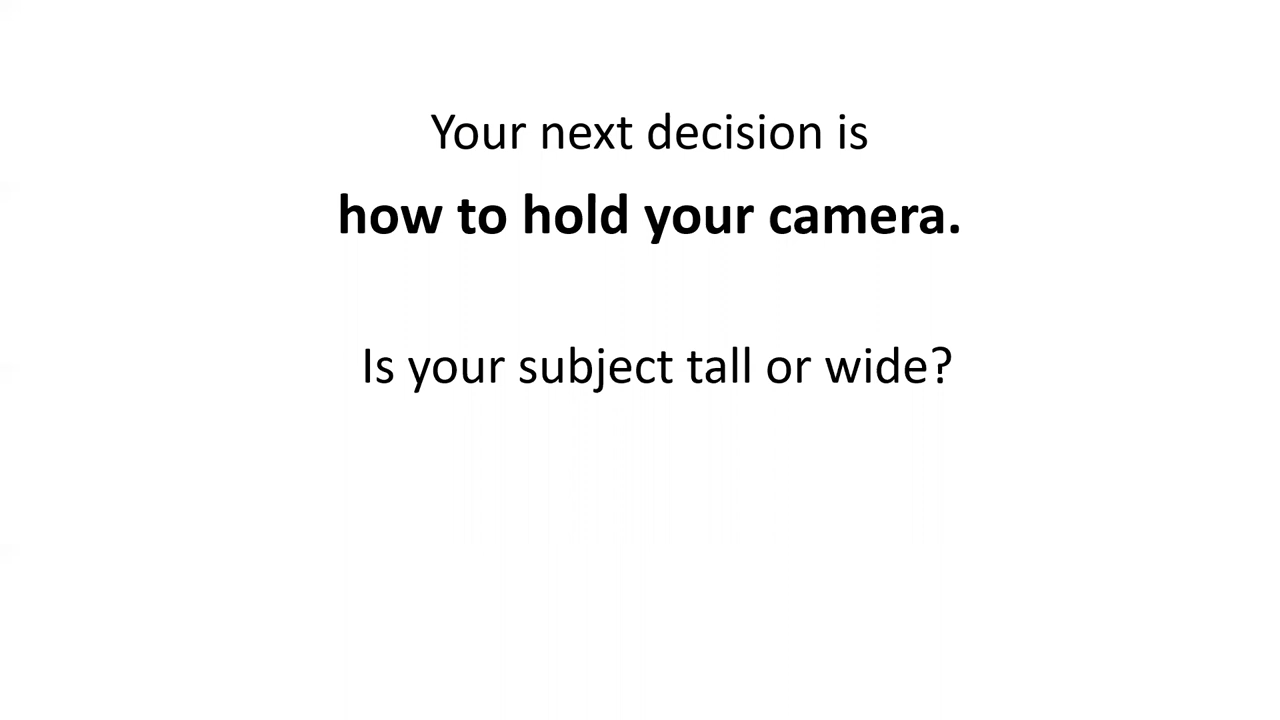 Your next decision is
how to hold your camera.
Is your subject tall or wide?